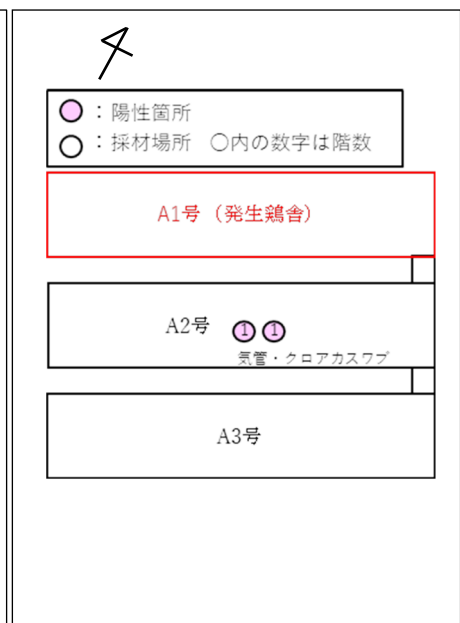 ：陽性箇所
：採材場所　○内の数字は階数
A1号（発生鶏舎）
A2号 ① ①
気管・クロアカスワブ
A3号